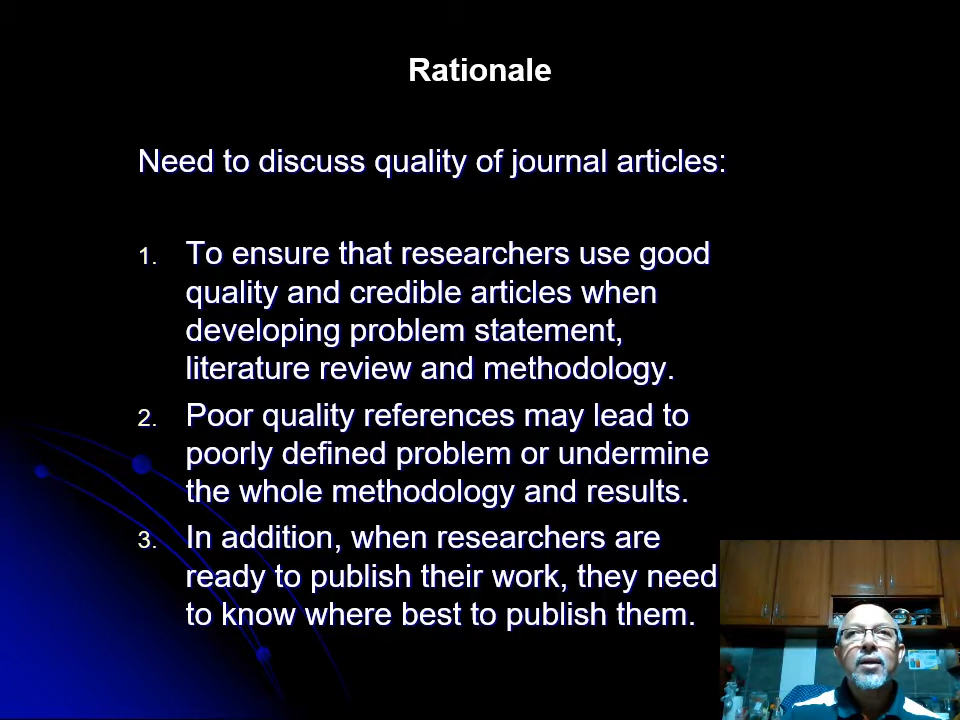 Rationale
Need to discuss quality of journal articles:
1. To ensure that researchers use good
quality and credible articles when
developing problem statement,
literature review and methodology.
2. Poor quality references may lead to
poorly defined problem or undermine
the whole methodology and results.
3. In addition, when researchers are
ready to publish their work, they need
to know where best to publish them.